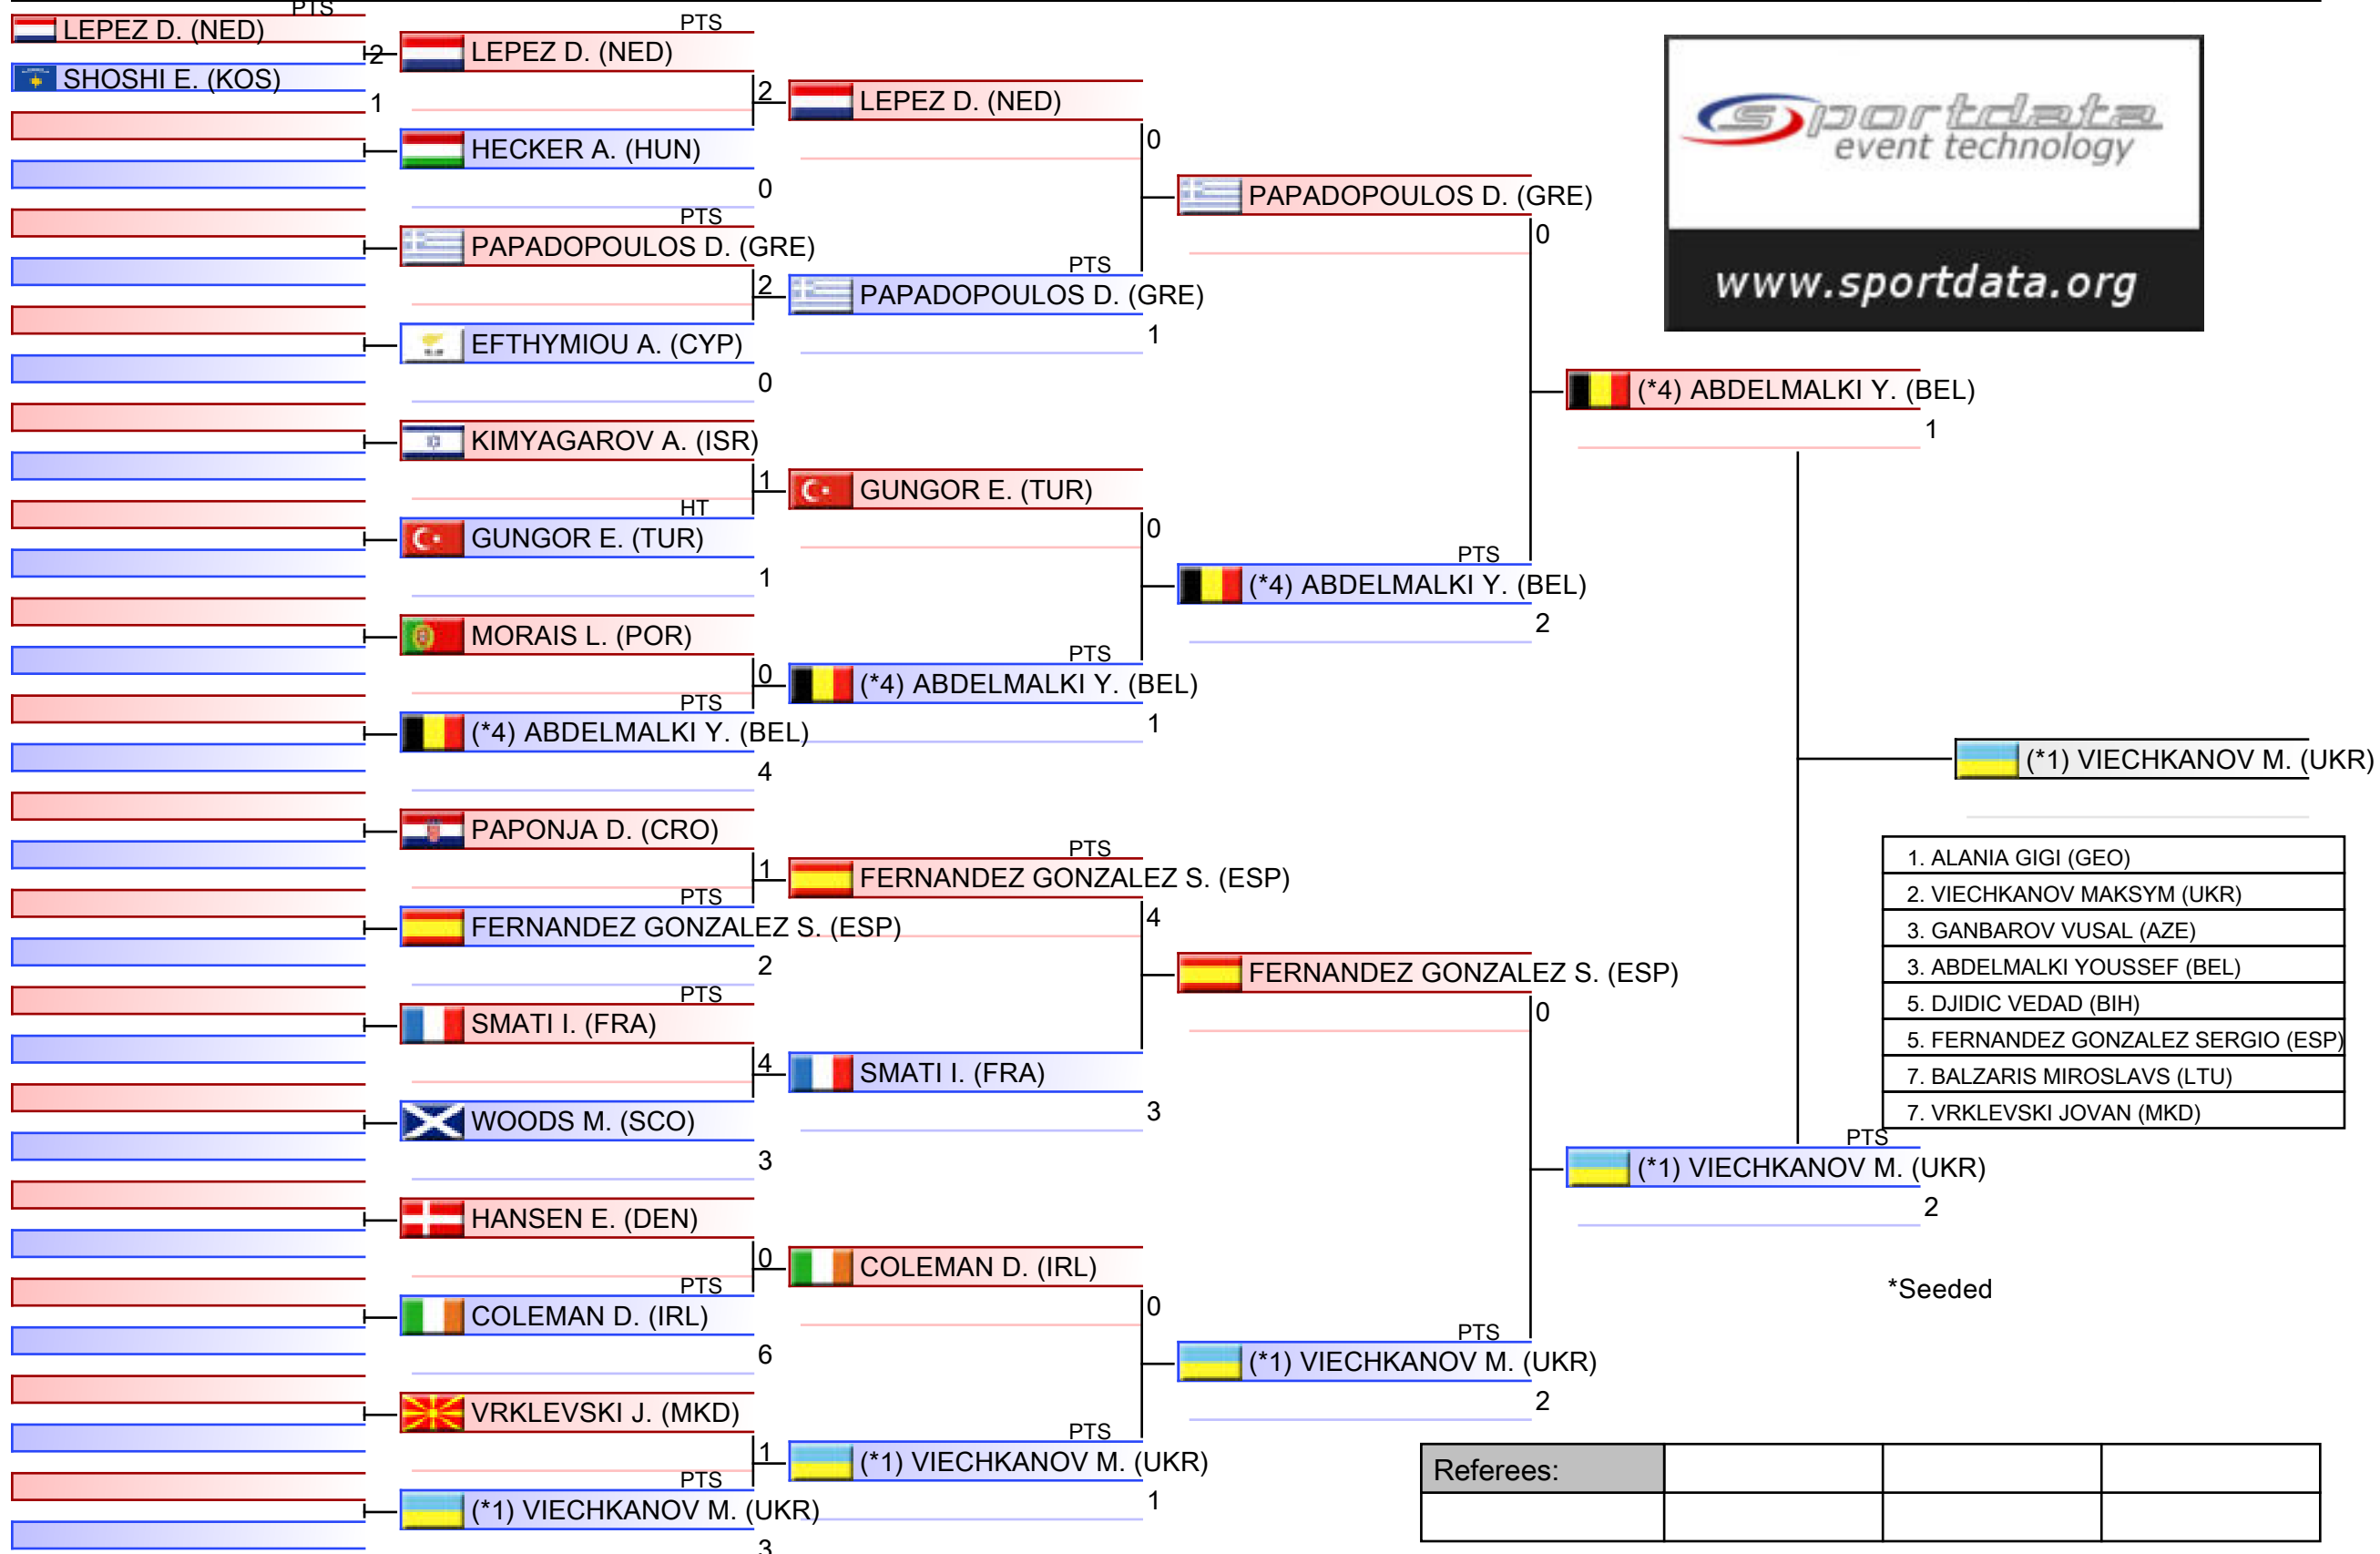 PTS
LEPEZ D. (NED)
2
SHOSHI E. (KOS)
1
PTS
LEPEZ D. (NED)
2
HECKER A. (HUN)
0
PTS
PAPADOPOULOS D. (GRE)
2
EFTHYMIOU A. (CYP)
0
KIMYAGAROV A. (ISR)
1
HT
GUNGOR E. (TUR)
1
MORAIS L. (POR)
0
PTS
(*4) ABDELMALKI Y. (BEL)
4
PAPONJA D. (CRO)
1
PTS
FERNANDEZ GONZALEZ S. (ESP)
2
PTS
SMATI I. (FRA)
4
WOODS M. (SCO)
3
HANSEN E. (DEN)
0
PTS
COLEMAN D. (IRL)
6
VRKLEVSKI J. (MKD)
1
PTS
(*1) VIECHKANOV M. (UKR)
3
LEPEZ D. (NED)
0
PTS
PAPADOPOULOS D. (GRE)
1
GUNGOR E. (TUR)
0
PTS
(*4) ABDELMALKI Y. (BEL)
1
PTS
FERNANDEZ GONZALEZ S. (ESP)
4
SMATI I. (FRA)
3
COLEMAN D. (IRL)
0
PTS
(*1) VIECHKANOV M. (UKR)
1
PAPADOPOULOS D. (GRE)
0
PTS
(*4) ABDELMALKI Y. (BEL)
2
FERNANDEZ GONZALEZ S. (ESP)
0
PTS
(*1) VIECHKANOV M. (UKR)
2
(*4) ABDELMALKI Y. (BEL)
1
PTS
(*1) VIECHKANOV M. (UKR)
2
(*1) VIECHKANOV M. (UKR)
sportdata
event technology
www.sportdata.org
1. ALANIA GIGI (GEO)
2. VIECHKANOV MAKSYM (UKR)
3. GANBAROV VUSAL (AZE)
3. ABDELMALKI YOUSSEF (BEL)
5. DJIDIC VEDAD (BIH)
5. FERNANDEZ GONZALEZ SERGIO (ESP)
7. BALZARIS MIROSLAVS (LTU)
7. VRKLEVSKI JOVAN (MKD)
*Seeded
Referees: